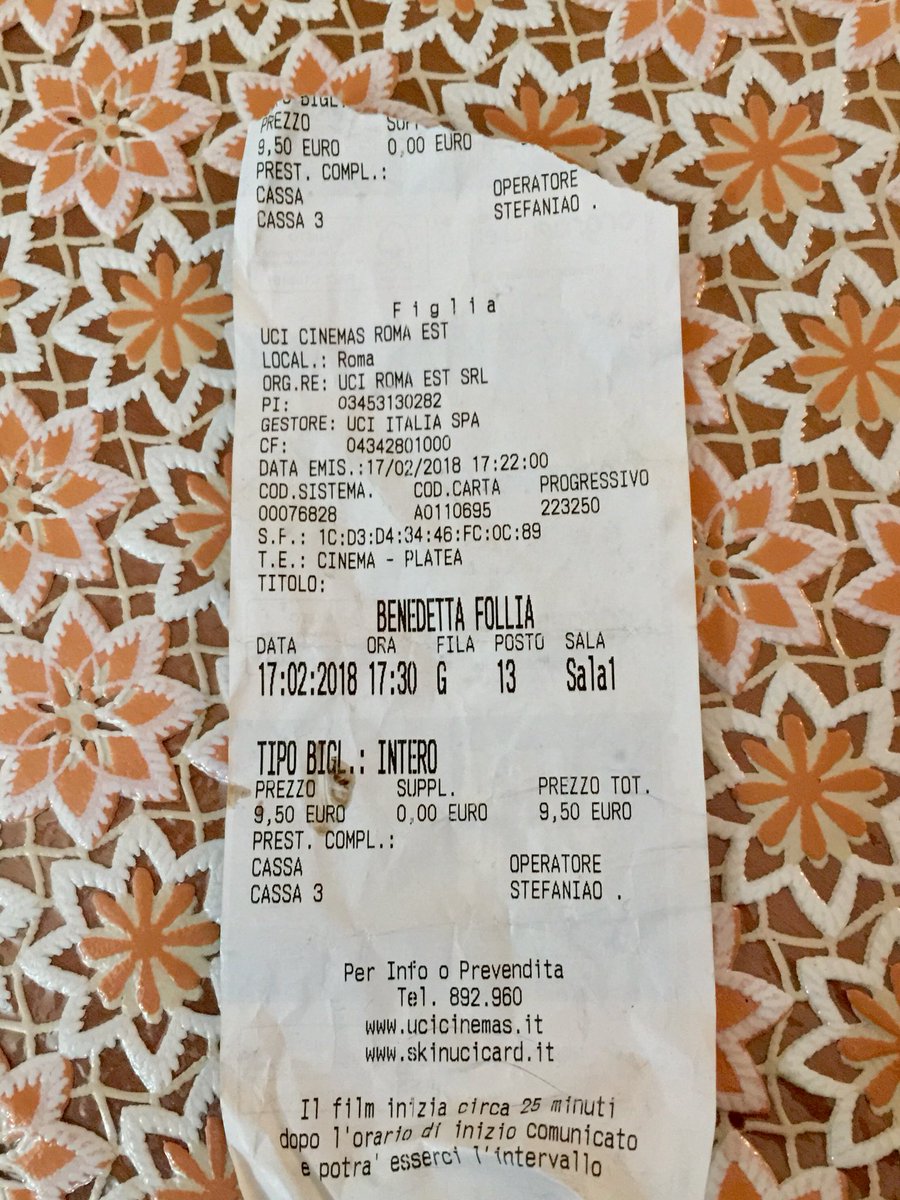 PREZZO
9,50 EURO 0,00 EURO
PREST. COMPL.:
CASSA OPERATORE
CASSA 3 STEFANIAO .
Figlia
UCI CINEMAS ROMA EST
LOCAL.: Roma
ORG.RE: UCI ROMA EST SRL
PI: 03453130282
GESTORE: UCI ITALIA SPA
CF: 04342801000
DATA EMIS.:17/02/2018 17:22:00
COD.SISTEMA. COD.CARTA PROGRESSIVO
00076828 A0110695 223250
S.F.: 1C:D3:D4:34:46:FC:0C:89
T.E.: CINEMA - PLATEA
TITOLO:
BENEDETTA FOLLIA
DATA ORA FILA POSTO SALA
17:02:2018 17:30 G 13 Sala1
TIPO BIGL.: INTERO
PREZZO SUPPL. PREZZO TOT.
9,50 EURO 0,00 EURO 9,50 EURO
PREST. COMPL.:
CASSA OPERATORE
CASSA 3 STEFANIAO .
Per Info o Prevendita
Tel. 892.960
www.ucicinemas.it
www.skinucicard.it
Il film inizia circa 25 minuti
dopo l'orario di inizio comunicato
e potra' esserci l'intervallo